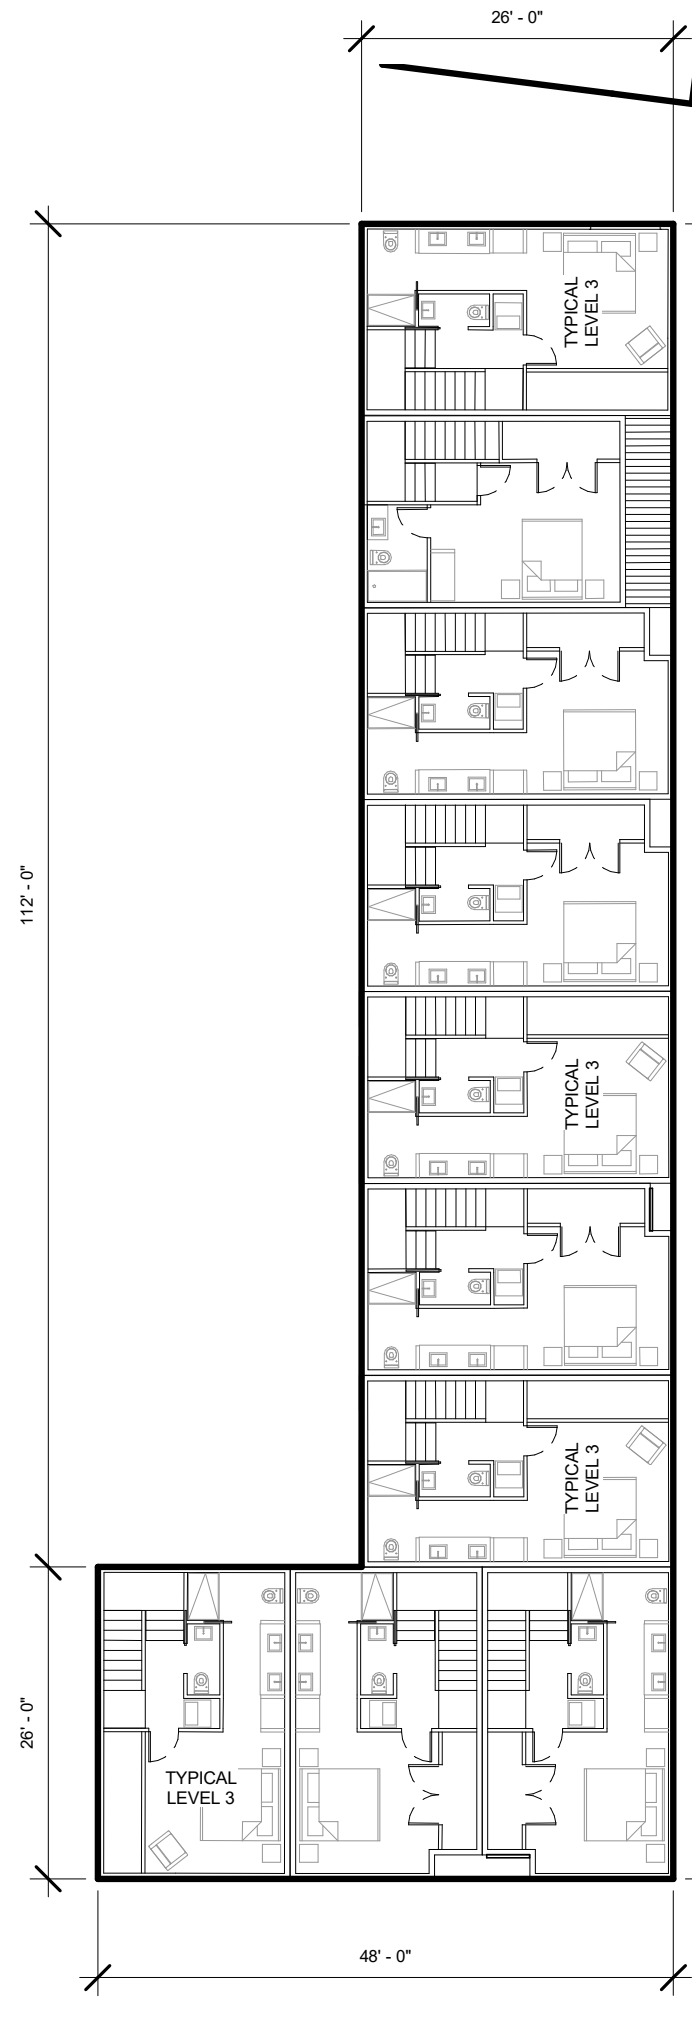 26' - 0"
TYPICAL
LEVEL 3
112' - 0"
TYPICAL
LEVEL 3
TYPICAL
LEVEL 3
26' - 0"
TYPICAL
LEVEL 3
48' - 0"